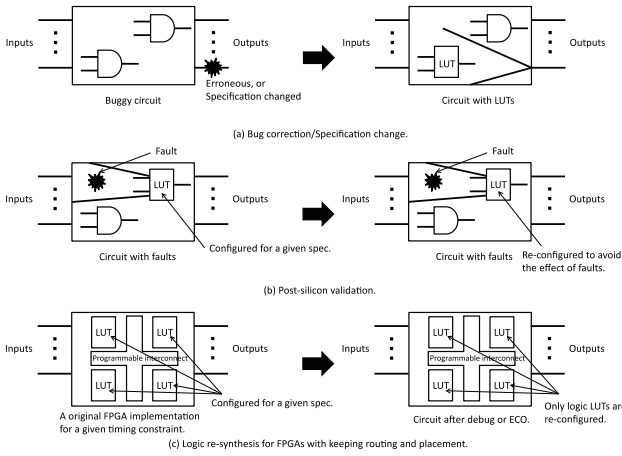 Inputs
Outputs
Erroneous, or
Specification changed
Buggy circuit
Inputs
Outputs
LUT
Circuit with LUTs
(a) Bug correction/Specification change.
Fault
Inputs
Outputs
LUT
Configured for a given spec.
Circuit with faults
Fault
Inputs
Outputs
LUT
Re-configured to avoid
the effect of faults.
Circuit with faults
(b) Post-silicon validation.
Inputs
Outputs
LUT
LUT
Programmable interconnect
LUT
LUT
Configured for a given spec.
A original FPGA implementation
for a given timing constraint.
Inputs
Outputs
LUT
LUT
Programmable interconnect
LUT
LUT
Only logic LUTs are
re-configured.
Circuit after debug or ECO.
(c) Logic re-synthesis for FPGAs with keeping routing and placement.